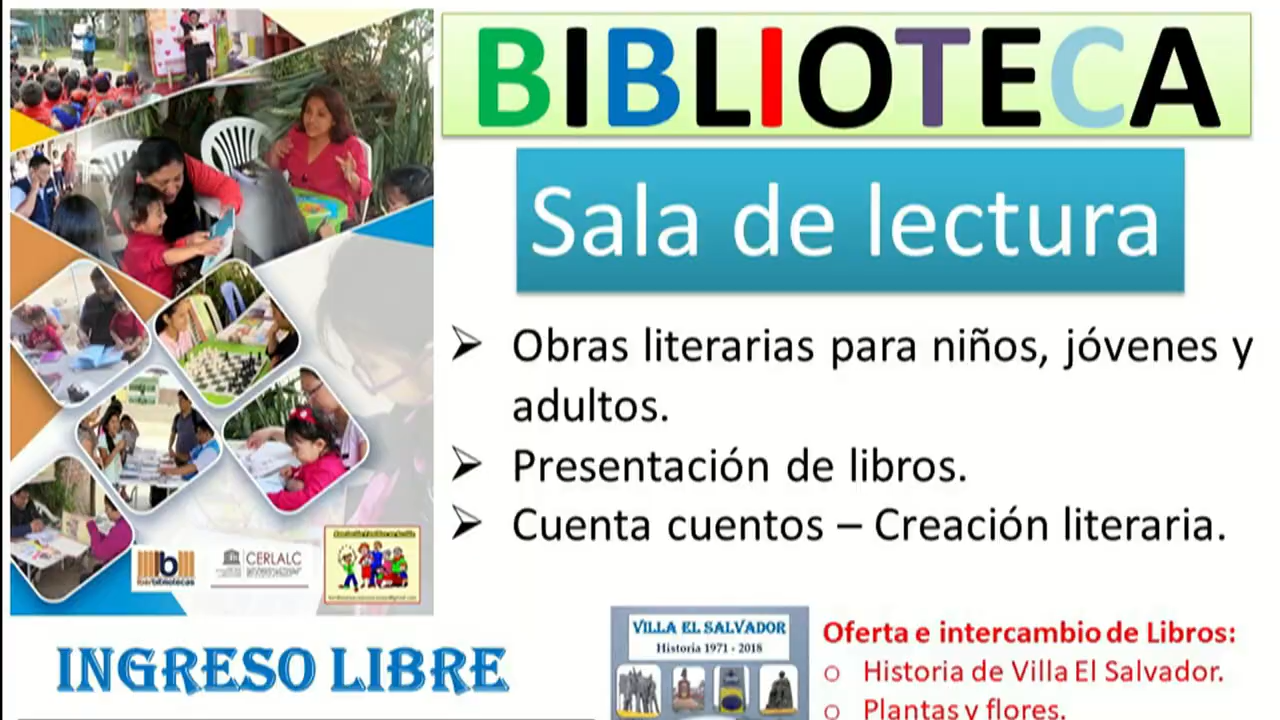 BIBLIOTECA
Sala de lectura
➢ Obras literarias para niños, jóvenes y
adultos.
➢ Presentación de libros.
➢ Cuenta cuentos – Creación literaria.
iberbibliotecas
CERLALC
INGRESO LIBRE
VILLA EL SALVADOR
Historia 1971 - 2018
Oferta e intercambio de Libros:
o Historia de Villa El Salvador.
o Plantas y flores.